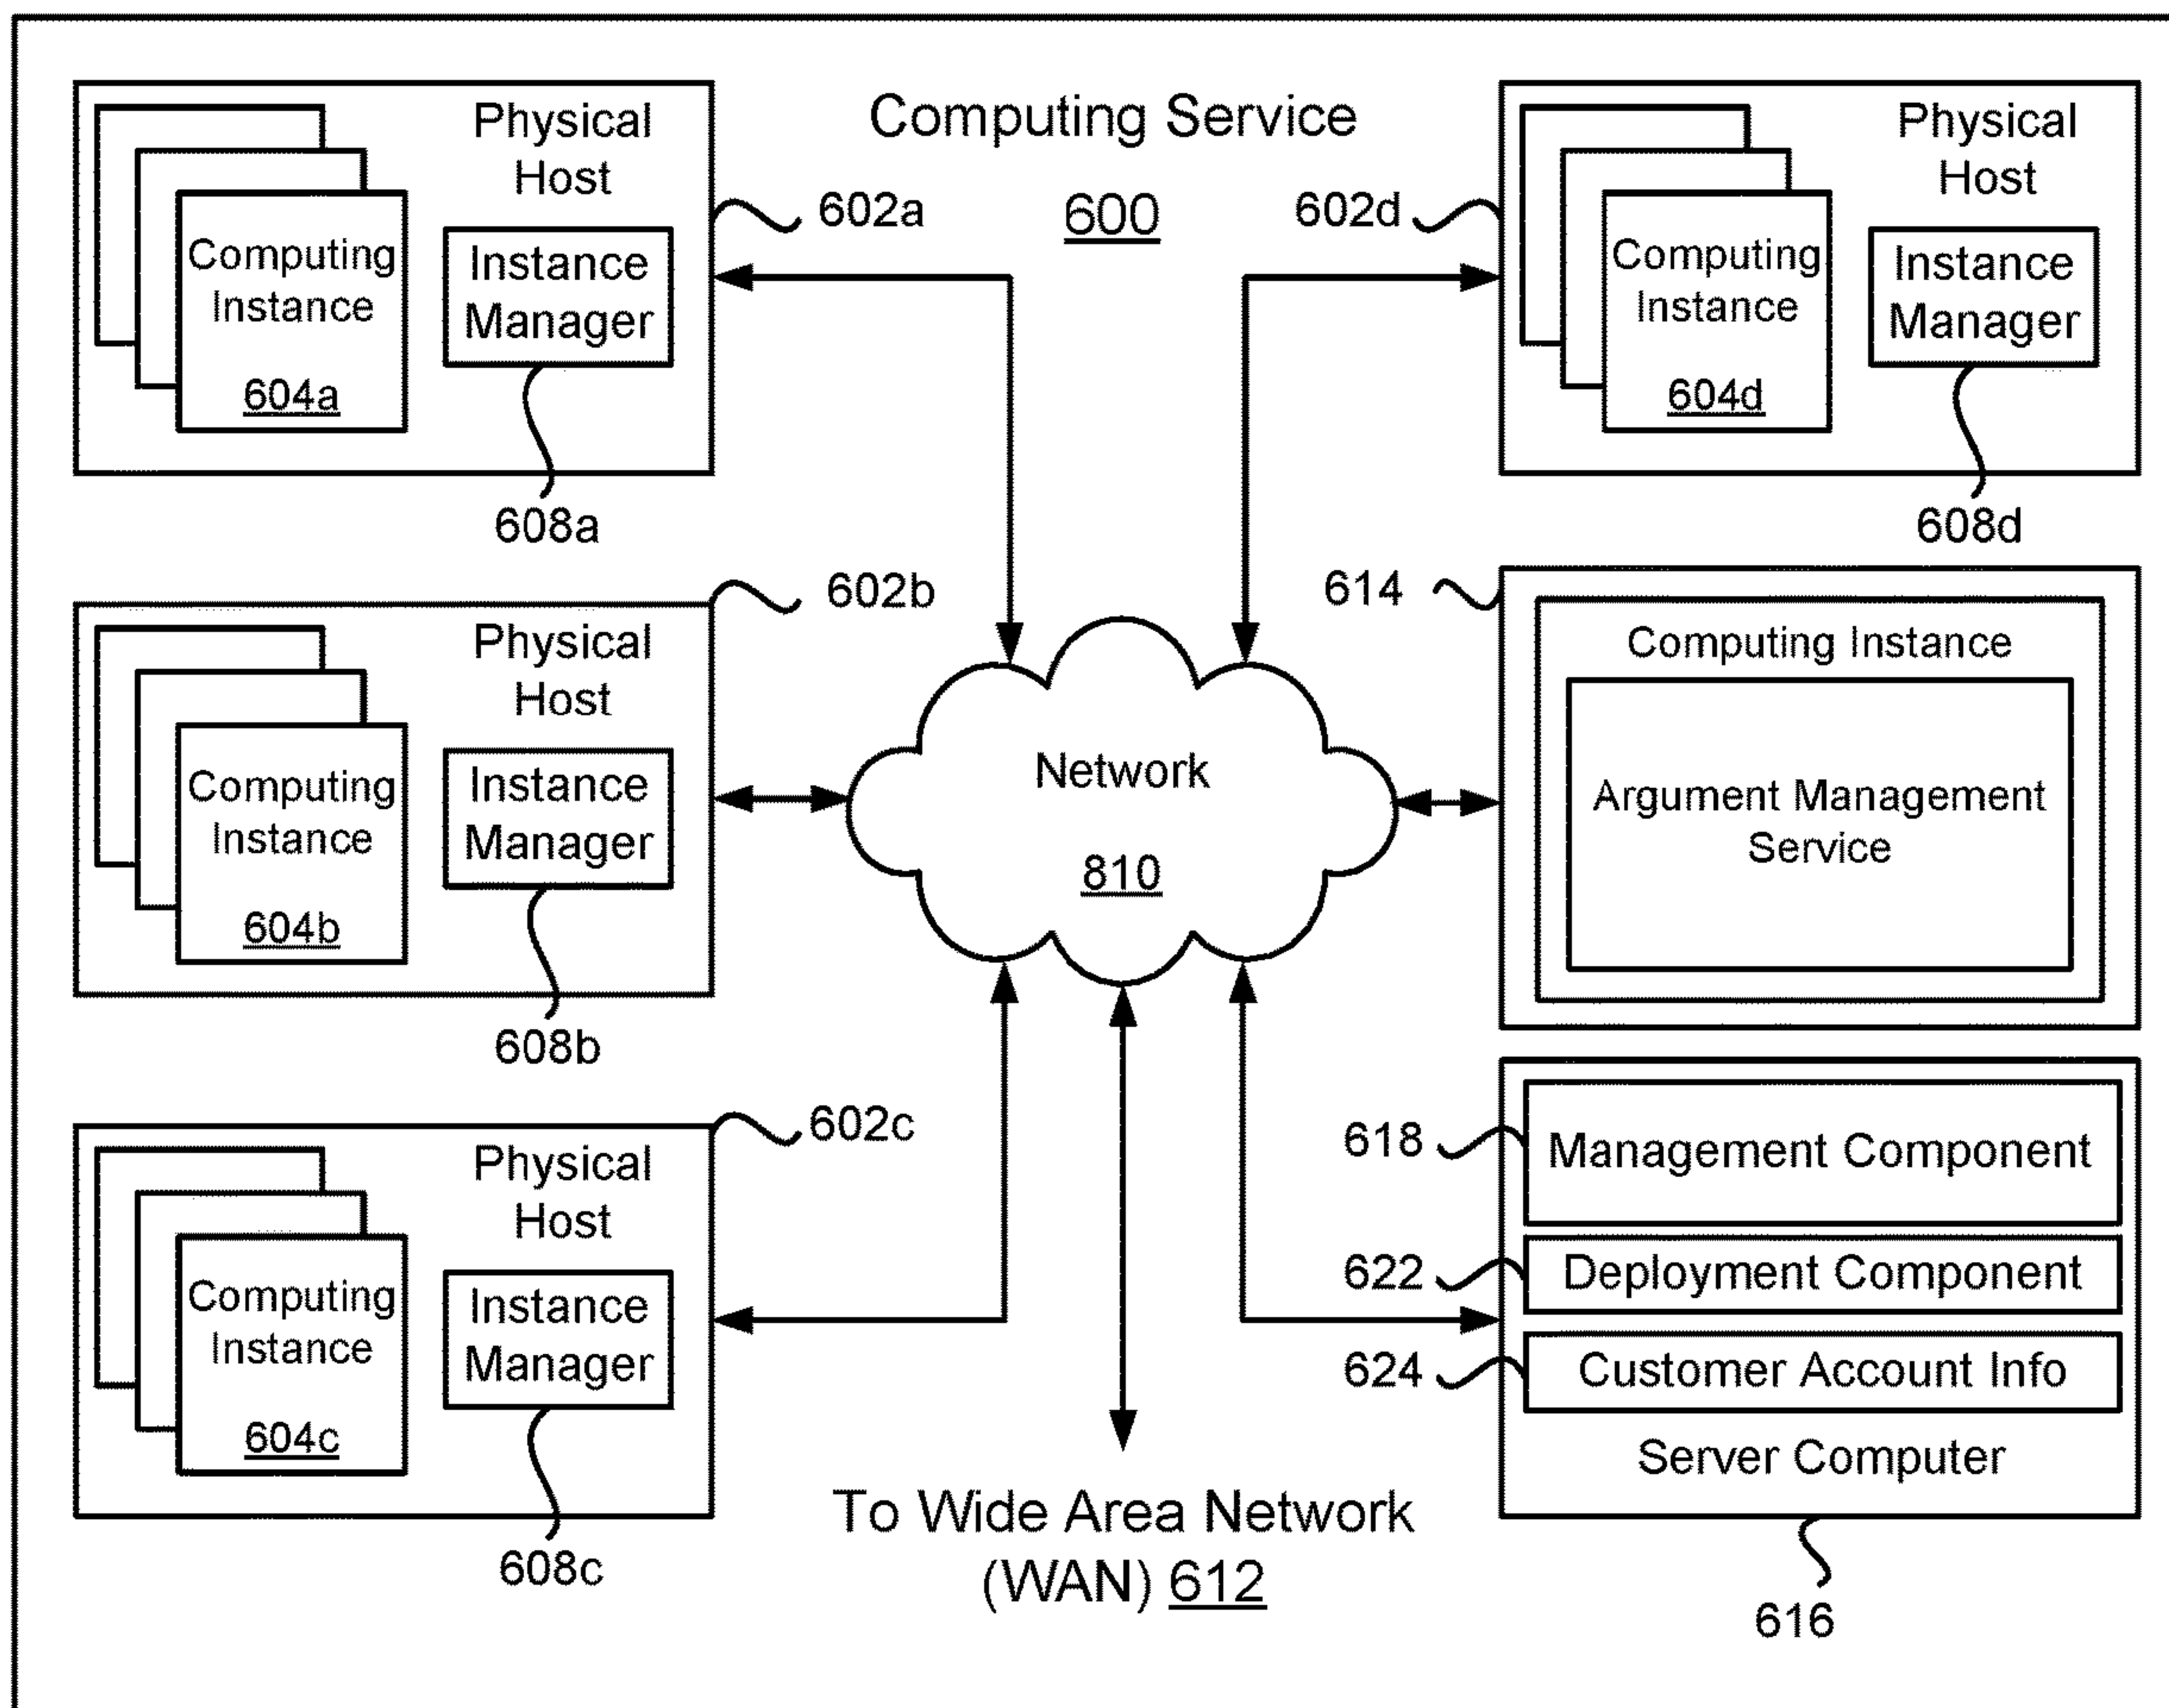 Computing Service
600
Physical
Host
Computing
Instance
604a
Instance
Manager
602a
608a
Physical
Host
Computing
Instance
604b
Instance
Manager
602b
608b
Physical
Host
Computing
Instance
604c
Instance
Manager
602c
608c
Network
810
To Wide Area Network
(WAN) 612
Physical
Host
Computing
Instance
604d
Instance
Manager
602d
608d
614
Computing Instance
Argument Management
Service
618
Management Component
622
Deployment Component
624
Customer Account Info
Server Computer
616